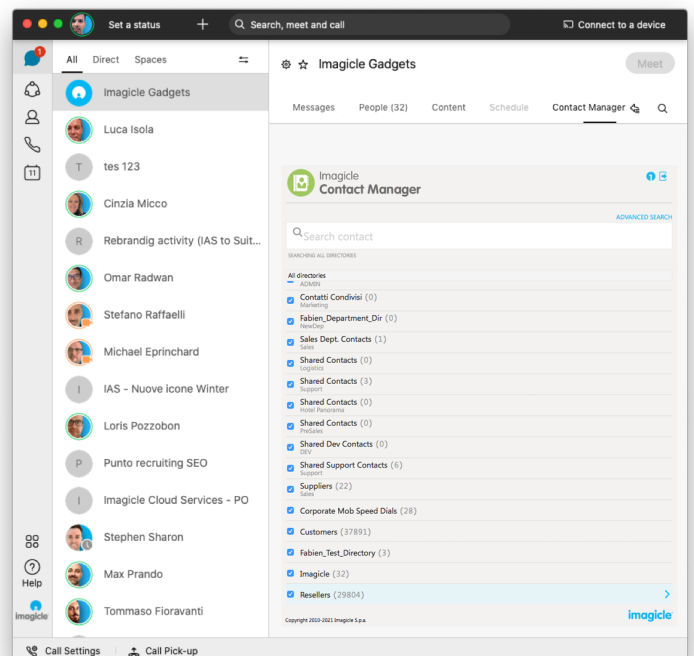 Set a status
Search, meet and call
Connect to a device
1
All Direct Spaces
Imagicle Gadgets
Luca Isola
T tes 123
Cinzia Micco
R Rebrandig activity (IAS to Suit...
Omar Radwan
Stefano Raffaelli
Michael Eprinchard
I IAS - Nuove icone Winter
Loris Pozzobon
P Punto recruiting SEO
I Imagicle Cloud Services - PO
Stephen Sharon
Max Prando
Tommaso Fioravanti
11
Help
imagicle
Call Settings
Call Pick-up
Imagicle Gadgets
Meet
Messages People (32) Content Schedule Contact Manager
Imagicle
Contact Manager
ADVANCED SEARCH
Search contact
SEARCHING ALL DIRECTORIES
All directories
ADMIN
Contatti Condivisi (0)
Marketing
Fabien_Department_Dir (0)
NewDep
Sales Dept. Contacts (1)
Sales
Shared Contacts (0)
Logistics
Shared Contacts (3)
Support
Shared Contacts (0)
Hotel Panorama
Shared Contacts (0)
PreSales
Shared Dev Contacts (0)
DEV
Shared Support Contacts (6)
Support
Suppliers (22)
Sales
Corporate Mob Speed Dials (28)
Customers (37891)
Fabien_Test_Directory (3)
Imagicle (32)
Resellers (29804)
Copyright 2010-2021 Imagicle S.p.a.
imagicle